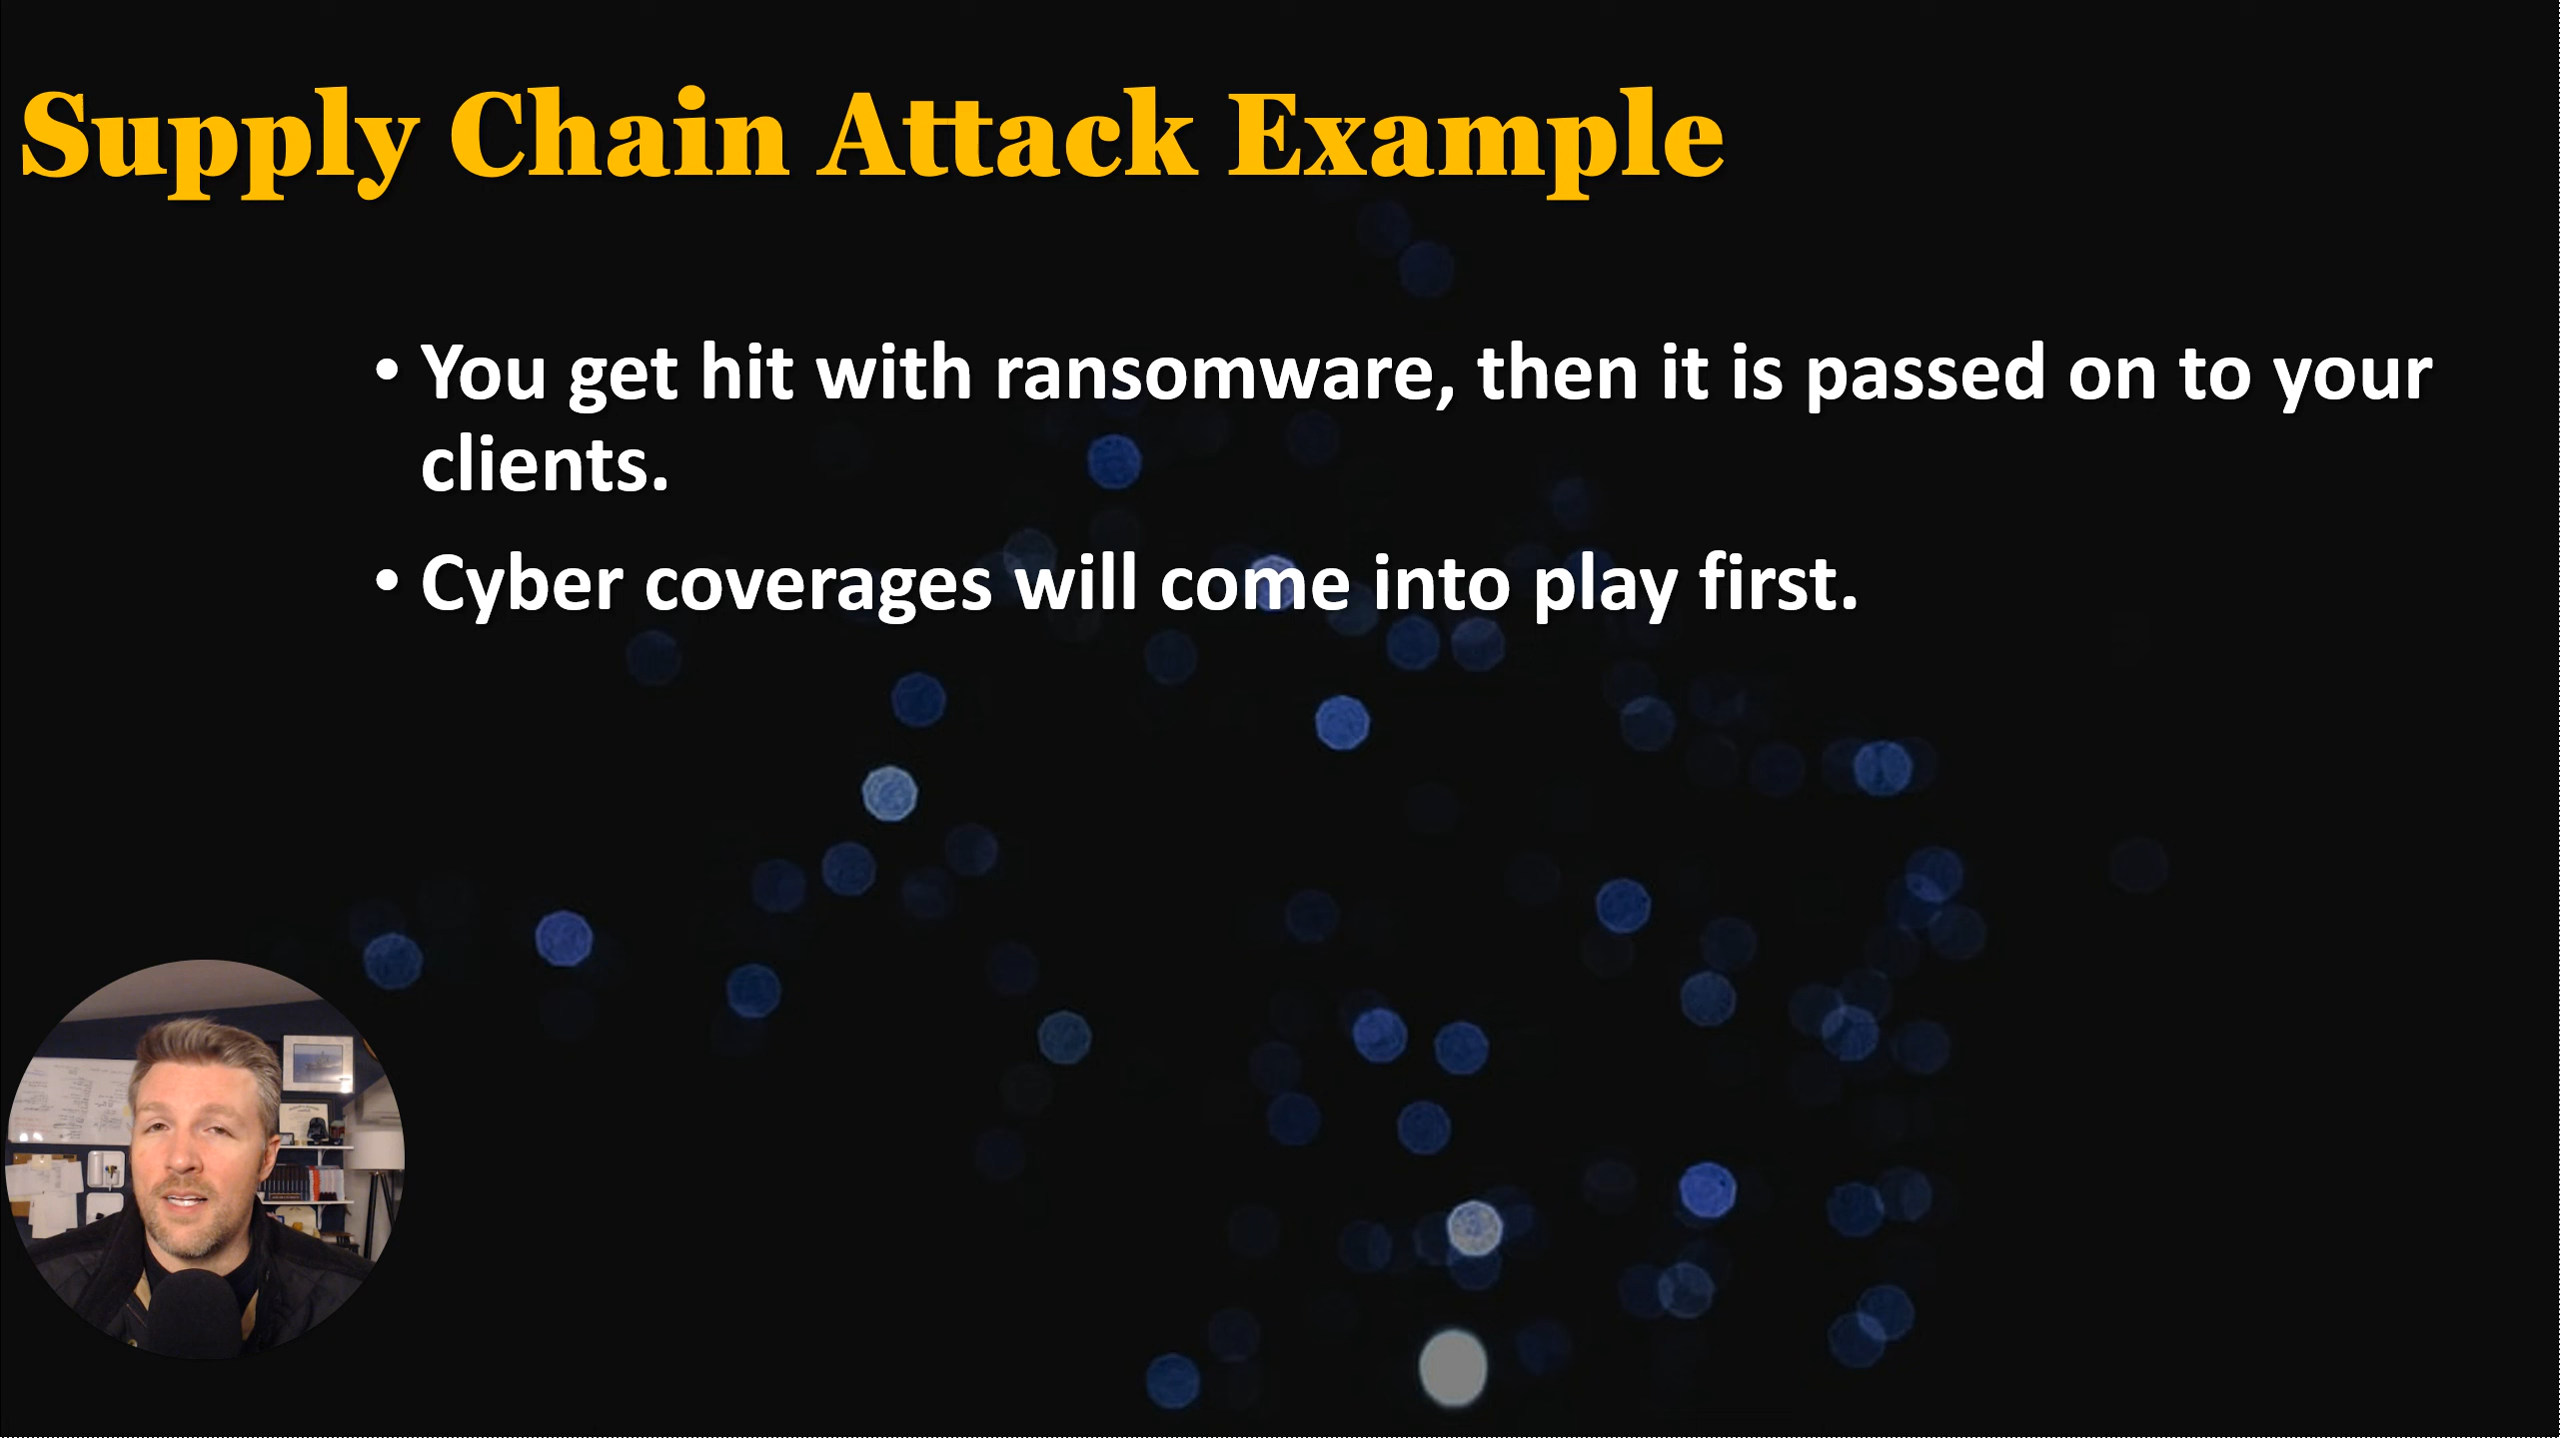 Supply Chain Attack Example
• You get hit with ransomware, then it is passed on to your
clients.
• Cyber coverages will come into play first.